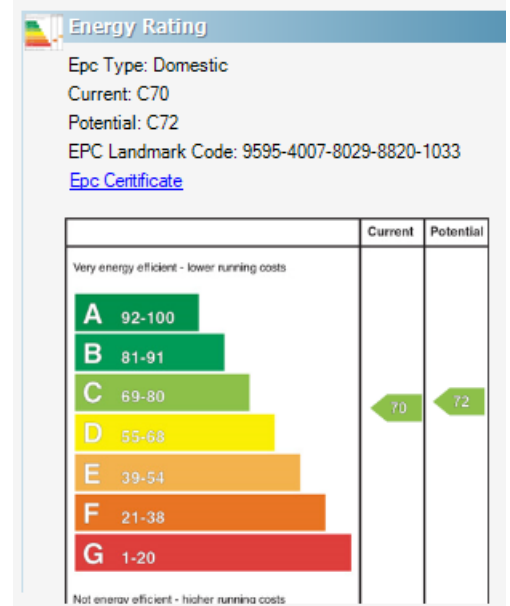 Energy Rating
Epc Type: Domestic
Current: C70
Potential: C72
EPC Landmark Code: 9595-4007-8029-8820-1033
Epc Ceritificate
Current Potential
Very energy efficient - lower running costs
A 92-100
B 81-91
C 69-80
70 72
D 55-68
E 39-54
F 21-38
G 1-20
Not energy efficient - higher running costs